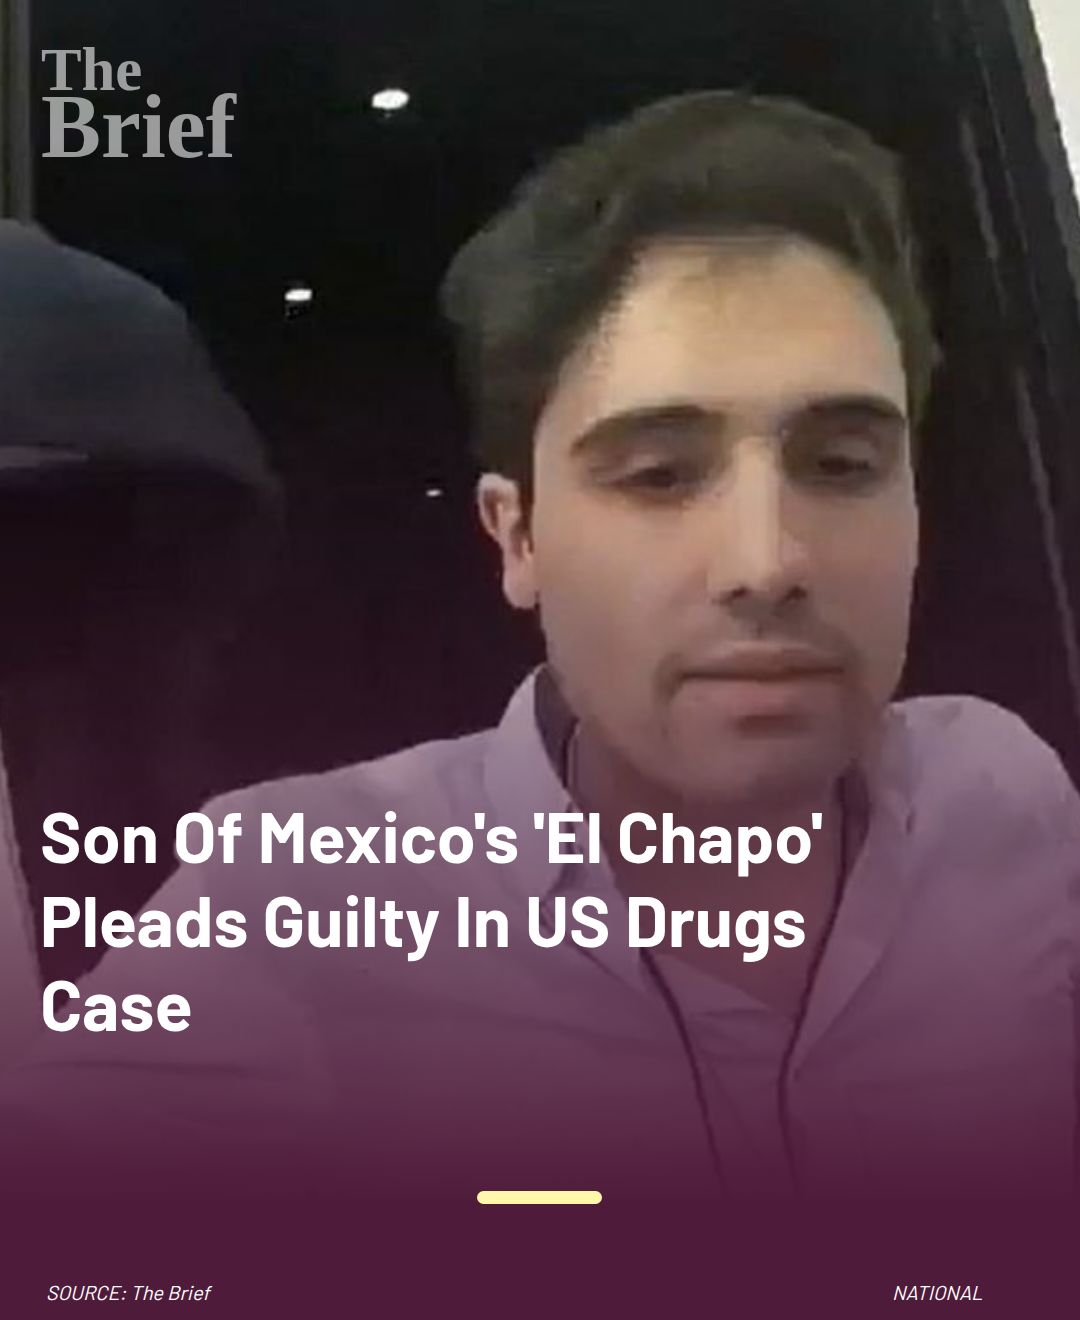 The
Brief
Son Of Mexico's 'El Chapo'
Pleads Guilty In US Drugs
Case
SOURCE: The Brief
NATIONAL